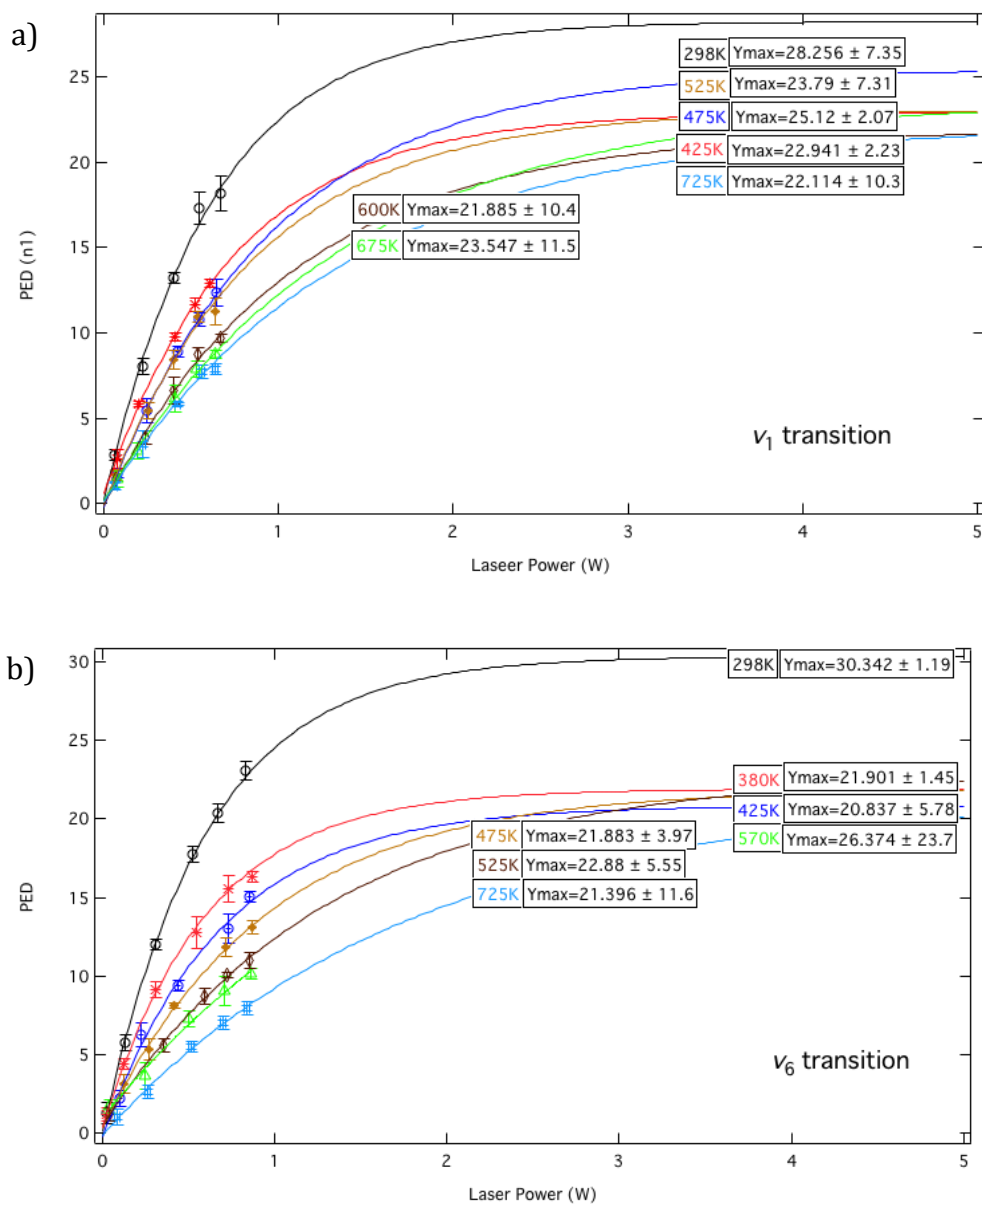 a)
25
20
15
10
5
0
PED (n1)
298K Ymax=28.256 ± 7.35
525K Ymax=23.79 ± 7.31
475K Ymax=25.12 ± 2.07
425K Ymax=22.941 ± 2.23
725K Ymax=22.114 ± 10.3
600K Ymax=21.885 ± 10.4
675K Ymax=23.547 ± 11.5
v1 transition
0 1 2 3 4 5
Laseer Power (W)
b)
30
25
20
15
10
5
0
PED
298K Ymax=30.342 ± 1.19
380K Ymax=21.901 ± 1.45
425K Ymax=20.837 ± 5.78
570K Ymax=26.374 ± 23.7
475K Ymax=21.883 ± 3.97
525K Ymax=22.88 ± 5.55
725K Ymax=21.396 ± 11.6
v6 transition
0 1 2 3 4 5
Laser Power (W)